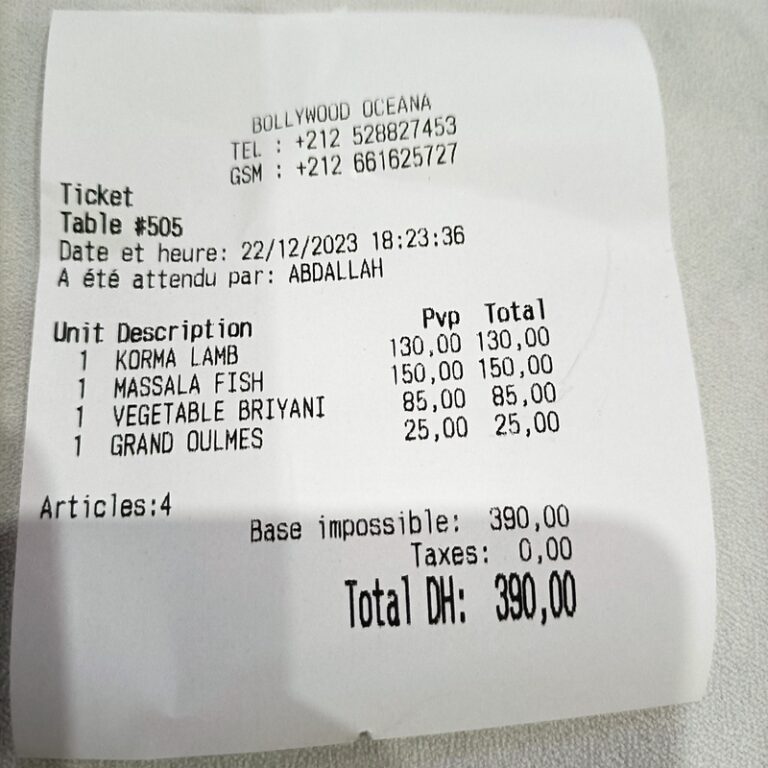 BOLLYWOOD OCEANA
TEL : +212 528827453
GSM : +212 661625727
Ticket
Table #505
Date et heure: 22/12/2023 18:23:36
A été attendu par: ABDALLAH
Unit Description Pvp Total
1 KORMA LAMB 130,00 130,00
1 MASSALA FISH 150,00 150,00
1 VEGETABLE BRIYANI 85,00 85,00
1 GRAND OULMES 25,00 25,00
Articles:4
Base impossible: 390,00
Taxes: 0,00
Total DH: 390,00